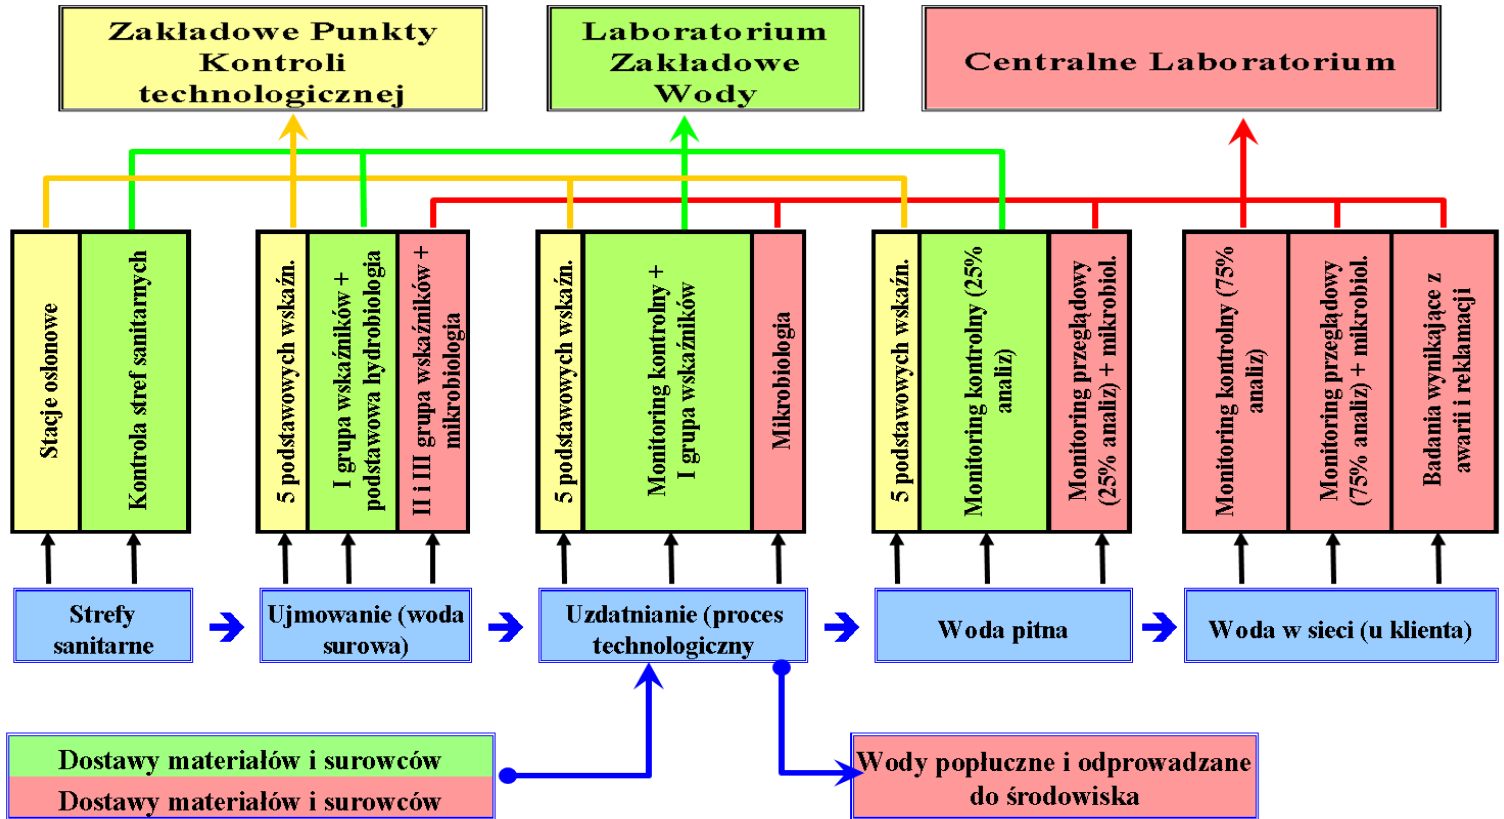 Zakładowe Punkty
Kontroli
technologicznej
Laboratorium
Zakładowe
Wody
Centralne Laboratorium
Stacje osłonowe
Kontrola stref sanitarnych
5 podstawowych wskaźn.
I grupa wskaźników +
podstawowa hydrobiologia
II i III grupa wskaźników +
mikrobiologia
5 podstawowych wskaźn.
Monitoring kontrolny +
I grupa wskaźników
Mikrobiologia
5 podstawowych wskaźn.
Monitoring kontrolny (25%
analiz)
Monitoring przeglądowy
(25% analiz) + mikrobiol.
Monitoring kontrolny (75%
analiz)
Monitoring przeglądowy
(75% analiz) + mikrobiol.
Badania wynikające z
awarii i reklamacji
Strefy
sanitarne
Ujmowanie (woda
surowa)
Uzdatnianie (proces
technologiczny
Woda pitna
Woda w sieci (u klienta)
Dostawy materiałów i surowców
Dostawy materiałów i surowców
Wody popłuczne i odprowadzane
do środowiska